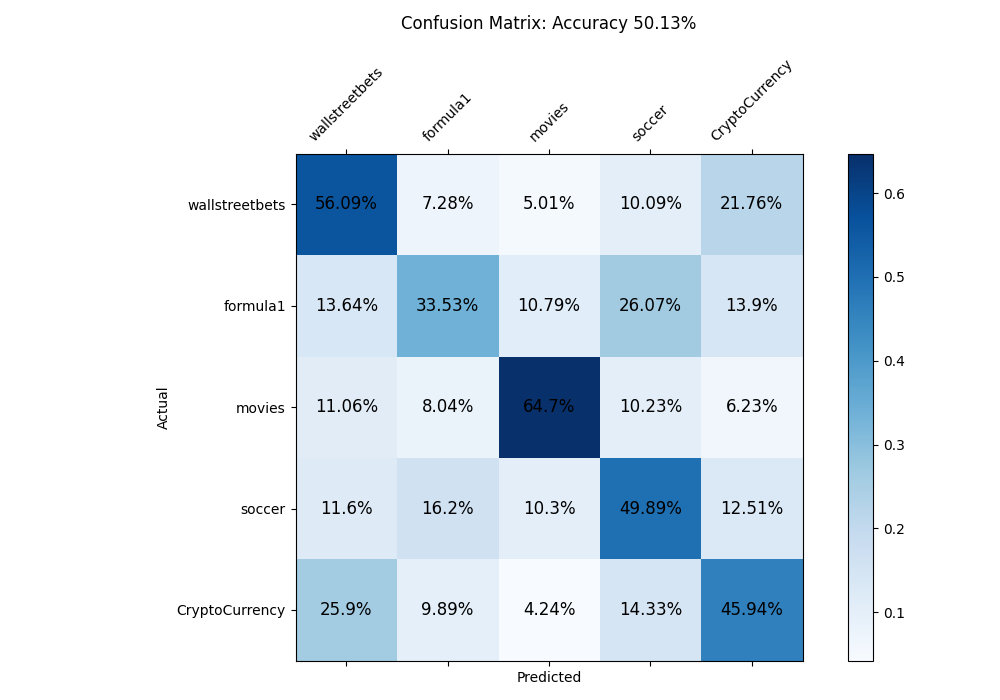 Confusion Matrix: Accuracy 50.13%
wallstreetbets formula1 movies soccer CryptoCurrency
wallstreetbets 56.09% 7.28% 5.01% 10.09% 21.76%
formula1 13.64% 33.53% 10.79% 26.07% 13.9%
movies 11.06% 8.04% 64.7% 10.23% 6.23%
soccer 11.6% 16.2% 10.3% 49.89% 12.51%
CryptoCurrency 25.9% 9.89% 4.24% 14.33% 45.94%
Actual
Predicted
0.6
0.5
0.4
0.3
0.2
0.1